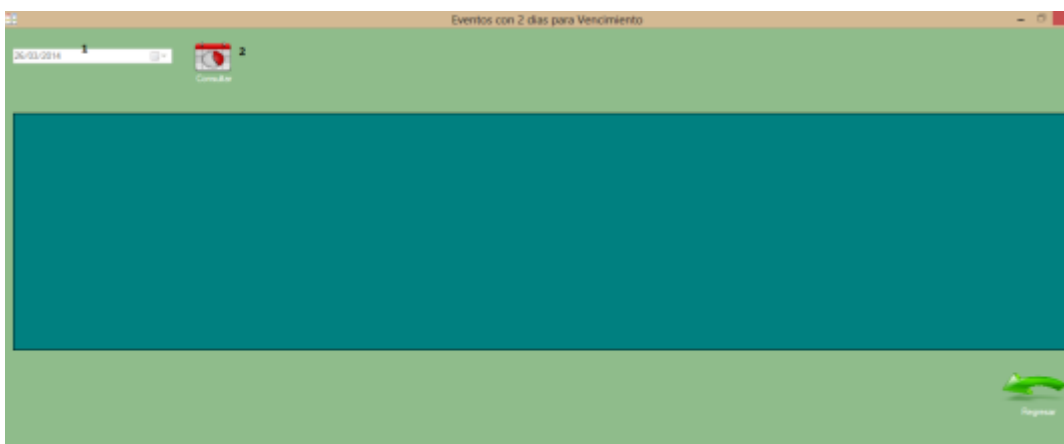 Eventos con 2 dias para Vencimiento
26/03/2014
1
2
Consultar
Regresar